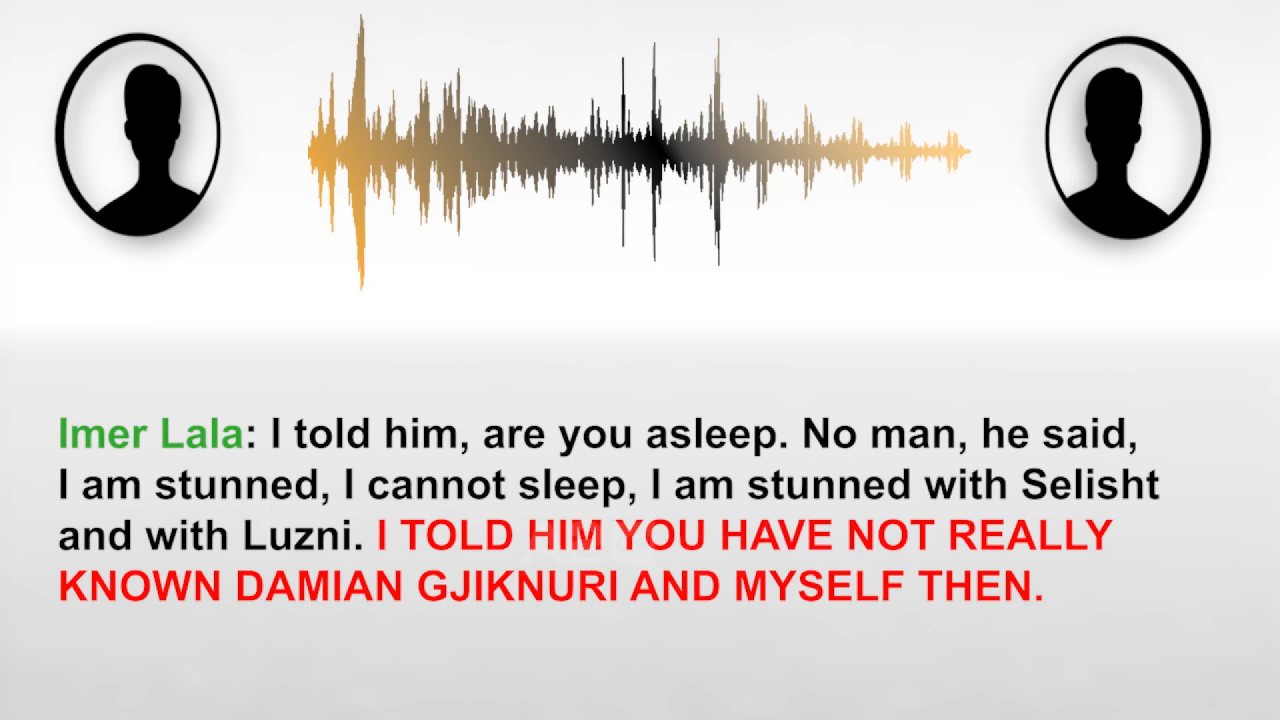 Imer Lala: I told him, are you asleep. No man, he said,
I am stunned, I cannot sleep, I am stunned with Selisht
and with Luzni. I TOLD HIM YOU HAVE NOT REALLY
KNOWN DAMIAN GJIKNURI AND MYSELF THEN.